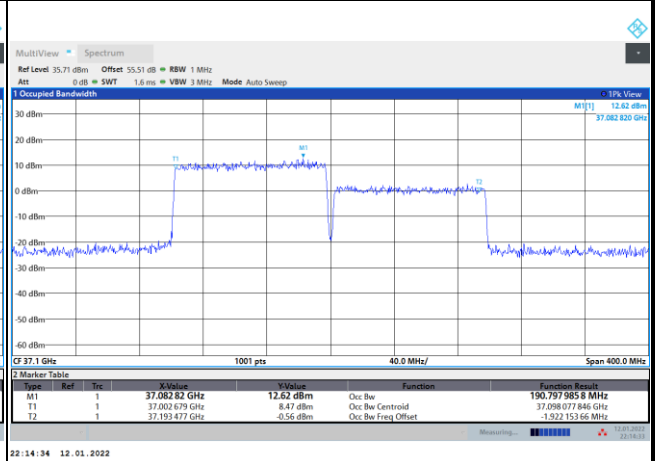 MultiView Spectrum
Ref Level 35.71 dBm Offset 55.51 dB RBW 1 MHz
Att 0 dB SWT 1.6 ms VBW 3 MHz Mode Auto Sweep
1 Occupied Bandwidth 1Pk View
M1[1] 12.62 dBm
37.082 820 GHz
30 dBm
20 dBm
M1
T1
10 dBm
T2
0 dBm
-10 dBm
-20 dBm
-30 dBm
-40 dBm
-50 dBm
-60 dBm
CF 37.1 GHz 1001 pts 40.0 MHz/ Span 400.0 MHz
2 Marker Table
Type Ref Trc X-Value Y-Value Function Function Result
M1 1 37.082 82 GHz 12.62 dBm Occ Bw 190.797 985 8 MHz
T1 1 37.002 679 GHz 8.47 dBm Occ Bw Centroid 37.098 077 846 GHz
T2 1 37.193 477 GHz -0.56 dBm Occ Bw Freq Offset -1.922 153 66 MHz
Measuring... 12.01.2022
22:14:33
22:14:34 12.01.2022